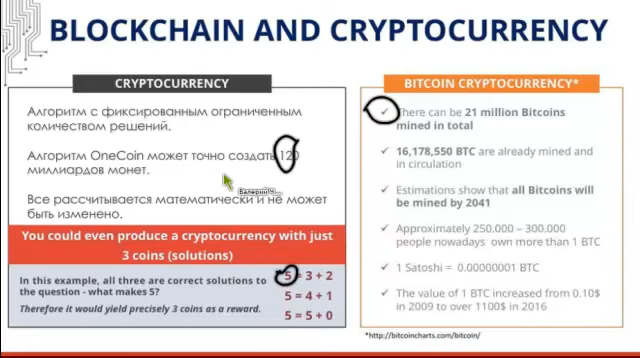 BLOCKCHAIN AND CRYPTOCURRENCY
CRYPTOCURRENCY
Алгоритм с фиксированным ограниченным
количеством решений.
Алгоритм OneCoin может точно создать 120
миллиардов монет.
Валерий Ч...
Все рассчитывается математически и не может
быть изменено.
You could even produce a cryptocurrency with just
3 coins (solutions)
In this example, all three are correct solutions to
the question - what makes 5?
Therefore it would yield precisely 3 coins as a reward.
5 = 3 + 2
5 = 4 + 1
5 = 5 + 0
BITCOIN CRYPTOCURRENCY*
There can be 21 million Bitcoins
mined in total
16,178,550 BTC are already mined and
in circulation
Estimations show that all Bitcoins will
be mined by 2041
Approximately 250.000 – 300.000
people nowadays own more than 1 BTC
1 Satoshi = 0.00000001 BTC
The value of 1 BTC increased from 0.10$
in 2009 to over 1100$ in 2016
*http://bitcoincharts.com/bitcoin/